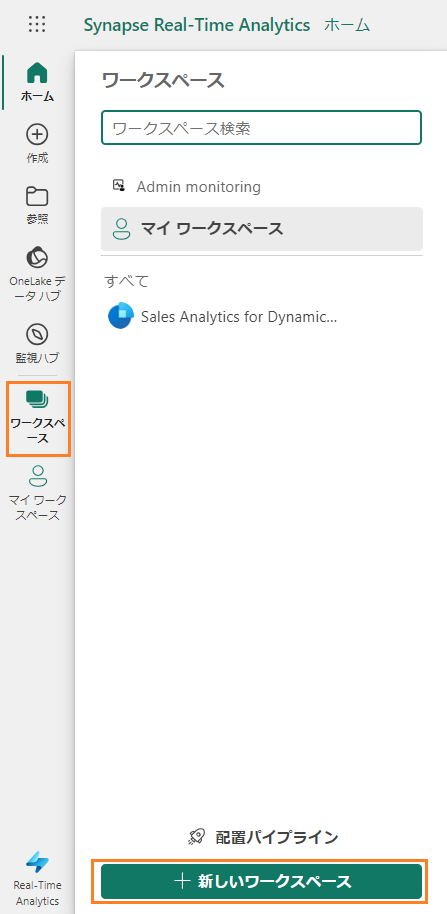 Synapse Real-Time Analytics ホーム
ホーム
作成
参照
OneLake デ
ータ ハブ
監視ハブ
ワークスペ
ース
マイ ワーク
スペース
Real-Time
Analytics
ワークスペース
ワークスペース検索
Admin monitoring
マイ ワークスペース
すべて
Sales Analytics for Dynamic...
配置パイプライン
新しいワークスペース